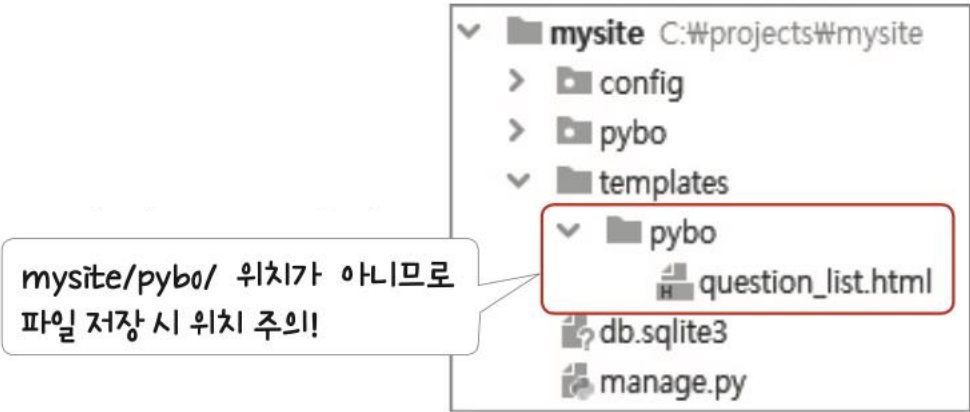 mysite C:₩projects₩mysite
config
pybo
templates
pybo
question_list.html
mysite/pybo/ 위치가 아니므로
파일 저장 시 위치 주의!
db.sqlite3
manage.py